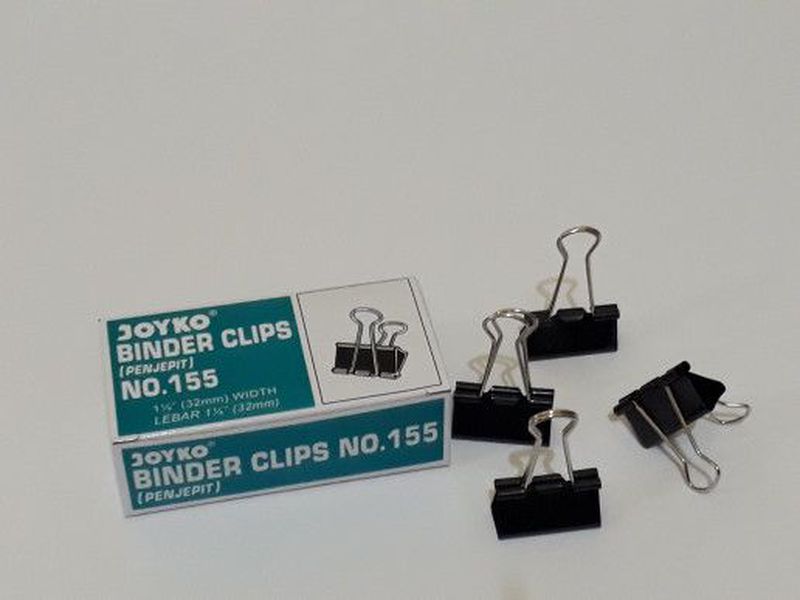 JOYKO®
BINDER CLIPS
(PENJEPIT)
NO.155
1¼" (32mm) WIDTH
LEBAR 1¼" (32mm)
JOYKO®
BINDER CLIPS NO.155
(PENJEPIT)